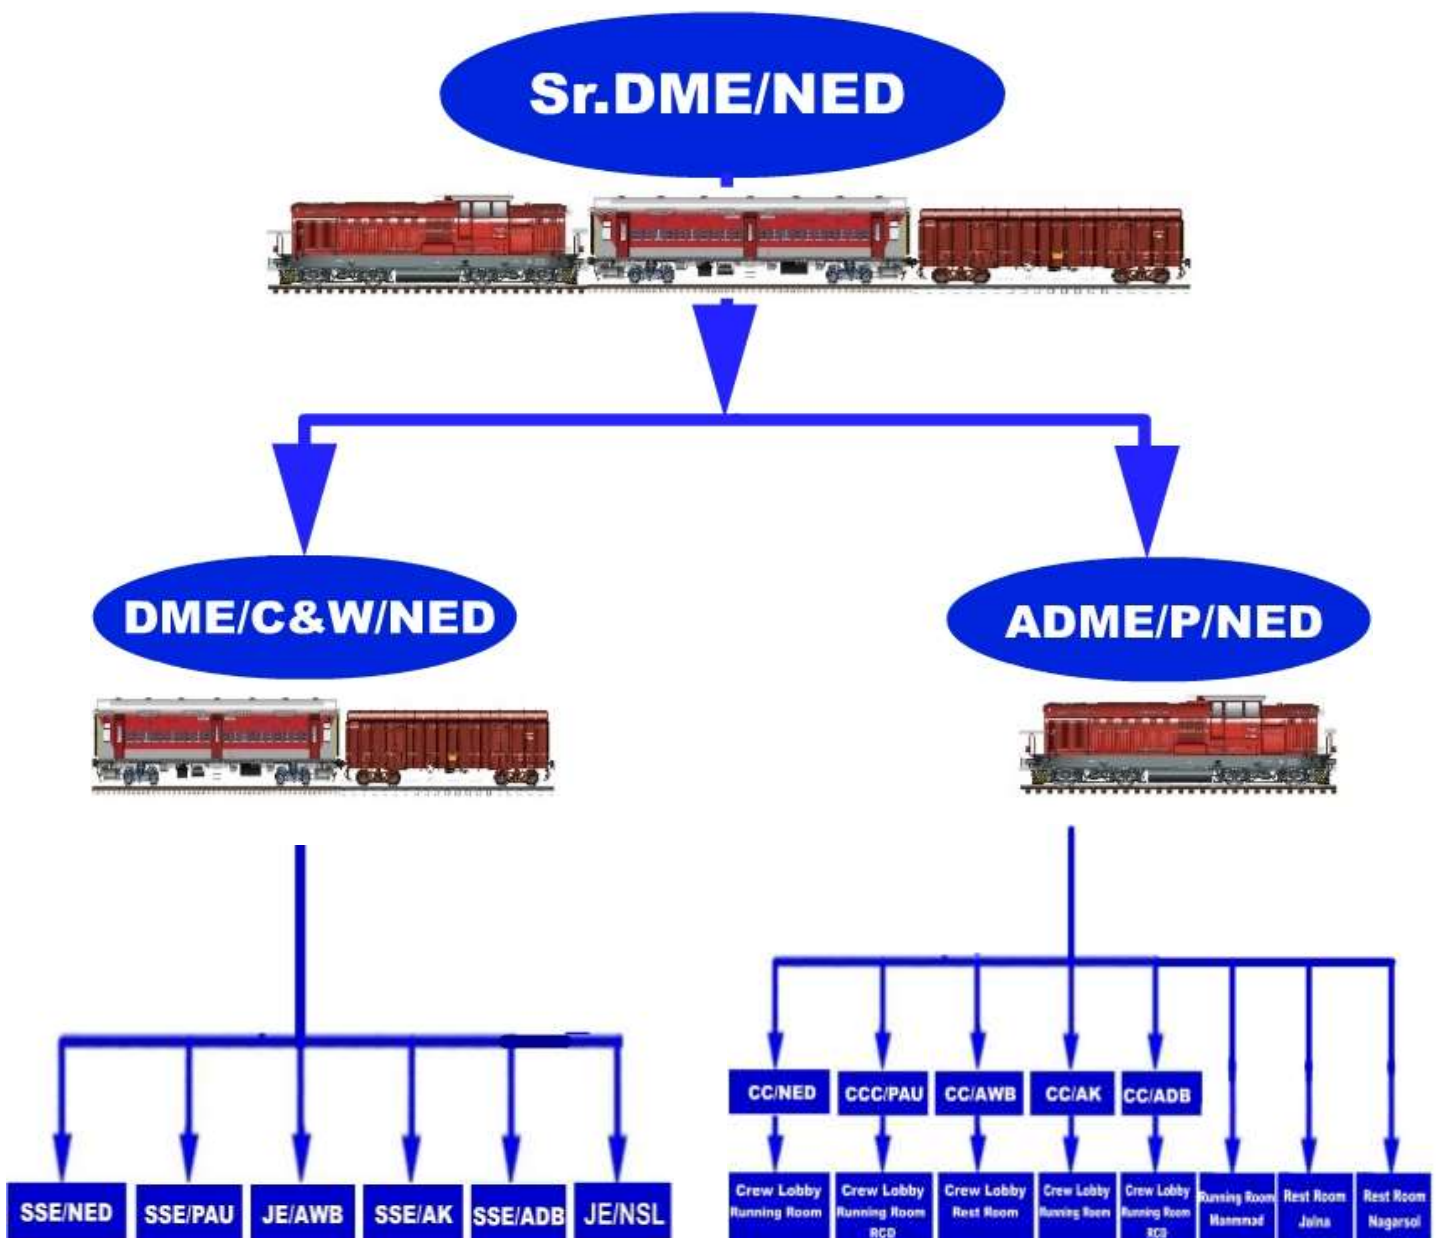 Sr.DME/NED
DME/C&W/NED
ADME/P/NED
CC/NED
CCC/PAU
CC/AWB
CC/AK
CC/ADB
SSE/NED
SSE/PAU
JE/AWB
SSE/AK
SSE/ADB
JE/NSL
Crew Lobby
Running Room
Crew Lobby
Running Room
RCD
Crew Lobby
Rest Room
Crew Lobby
Running Room
Crew Lobby
Running Room
RCD
Running Room
Manmmad
Rest Room
Jalna
Rest Room
Nagarsol